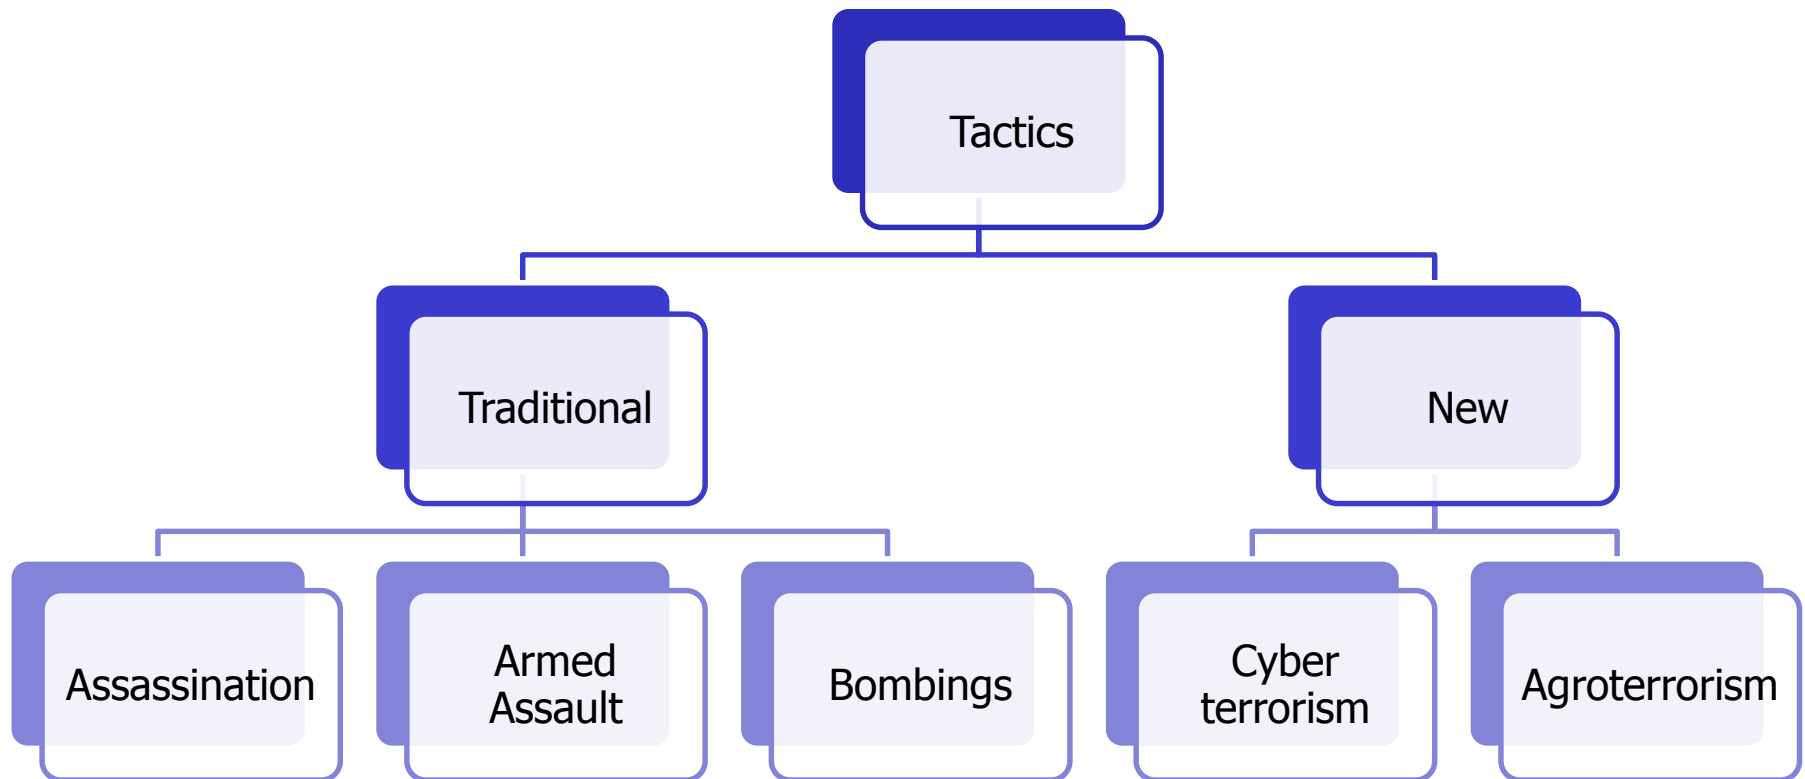 Tactics
Traditional
New
Assassination
Armed
Assault
Bombings
Cyber
terrorism
Agroterrorism